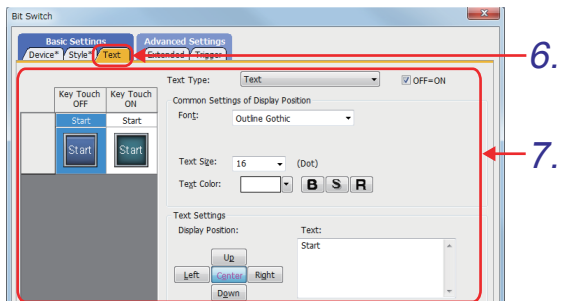 Bit Switch
Basic Settings Advanced Settings
Device* Style* Text Extended Trigger
6.
Text Type: Text OFF=ON
Key Touch OFF
Key Touch ON
Common Settings of Display Position
Start Start
Font: Outline Gothic
Start Start
7.
Text Size: 16 (Dot)
Text Color: B S R
Text Settings
Display Position: Text:
Start
Up
Left Center Right
Down